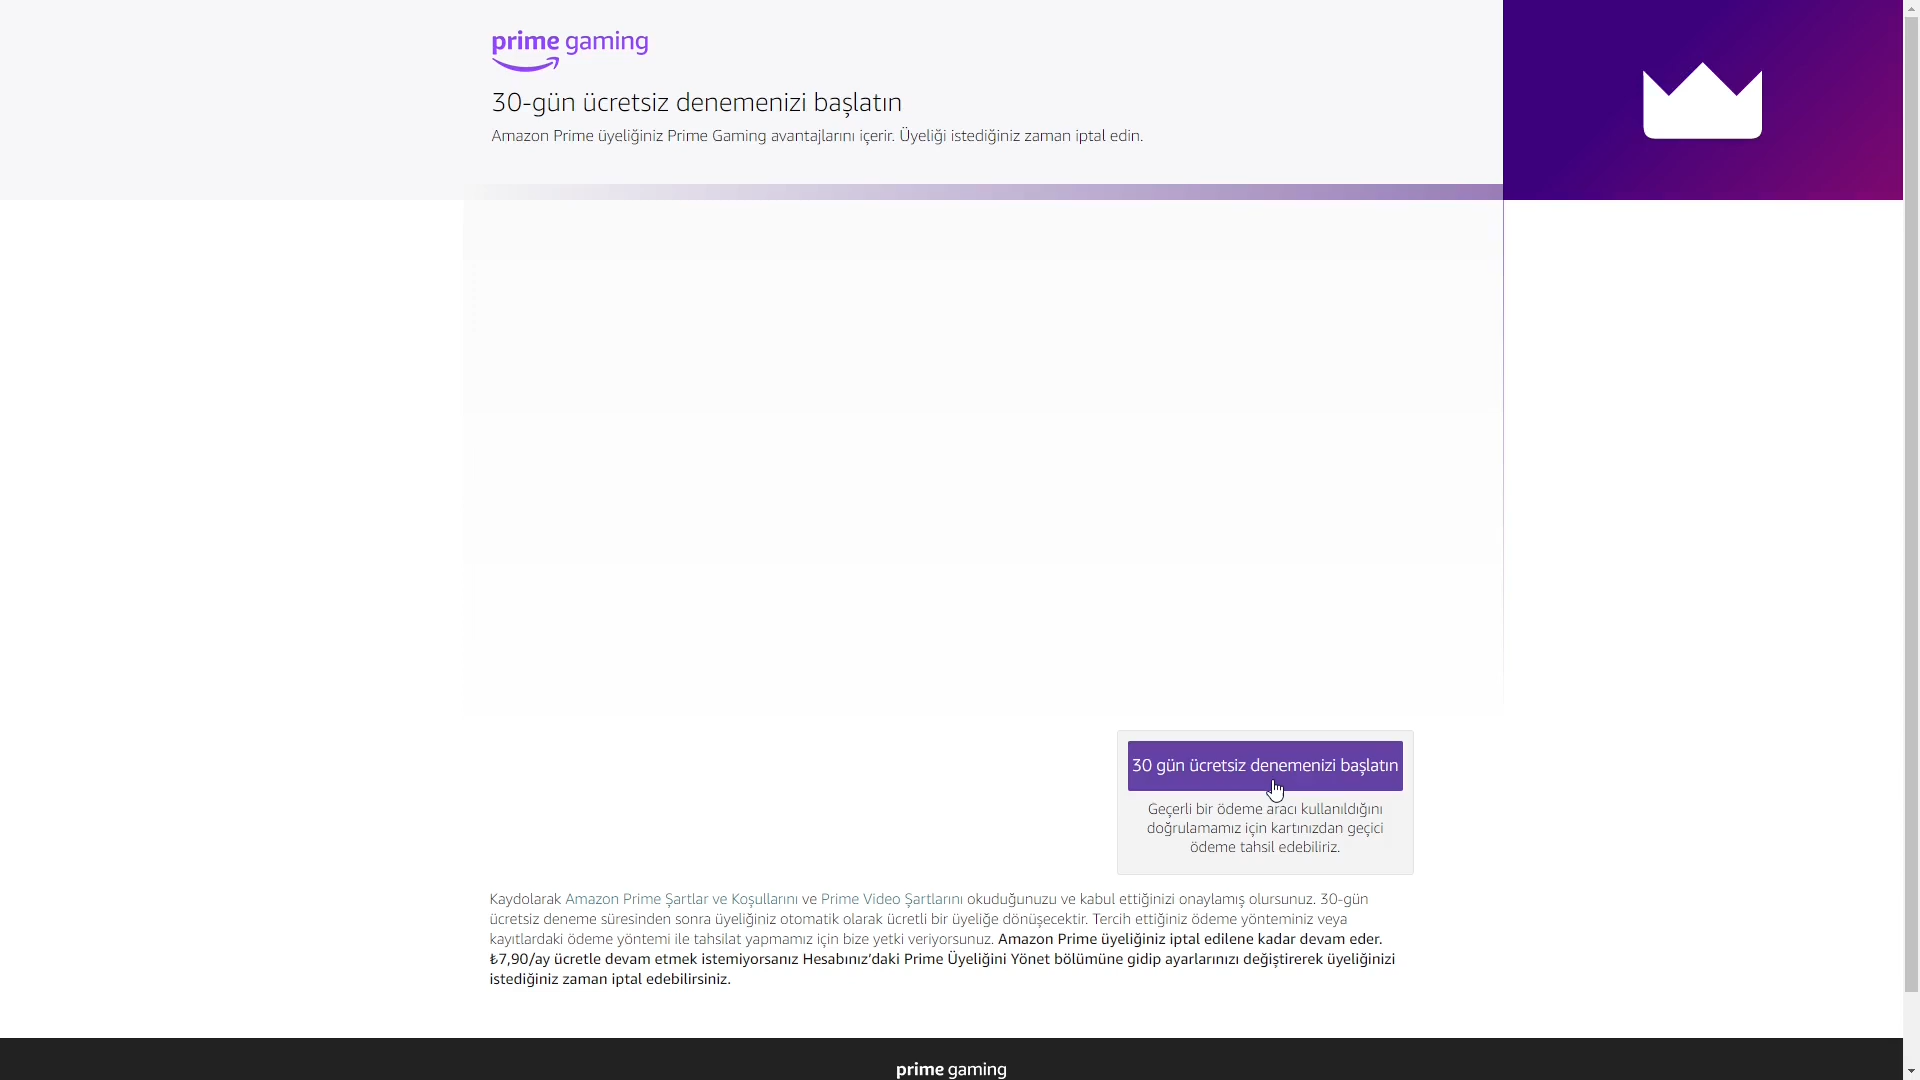 prime gaming
30-gün ücretsiz denemenizi başlatın
Amazon Prime üyeliğiniz Prime Gaming avantajlarını içerir. Üyeliği istediğiniz zaman iptal edin.
30 gün ücretsiz denemenizi başlatın
Geçerli bir ödeme aracı kullanıldığını
doğrulamamız için kartınızdan geçici
ödeme tahsil edebiliriz.
Kaydolarak Amazon Prime Şartlar ve Koşullarını ve Prime Video Şartlarını okuduğunuzu ve kabul ettiğinizi onaylamış olursunuz. 30-gün
ücretsiz deneme süresinden sonra üyeliğiniz otomatik olarak ücretli bir üyeliğe dönüşecektir. Tercih ettiğiniz ödeme yönteminiz veya
kayıtlardaki ödeme yöntemi ile tahsilat yapmamız için bize yetki veriyorsunuz. Amazon Prime üyeliğiniz iptal edilene kadar devam eder.
₺7,90/ay ücretle devam etmek istemiyorsanız Hesabınız’daki Prime Üyeliğini Yönet bölümüne gidip ayarlarınızı değiştirerek üyeliğinizi
istediğiniz zaman iptal edebilirsiniz.
prime gaming